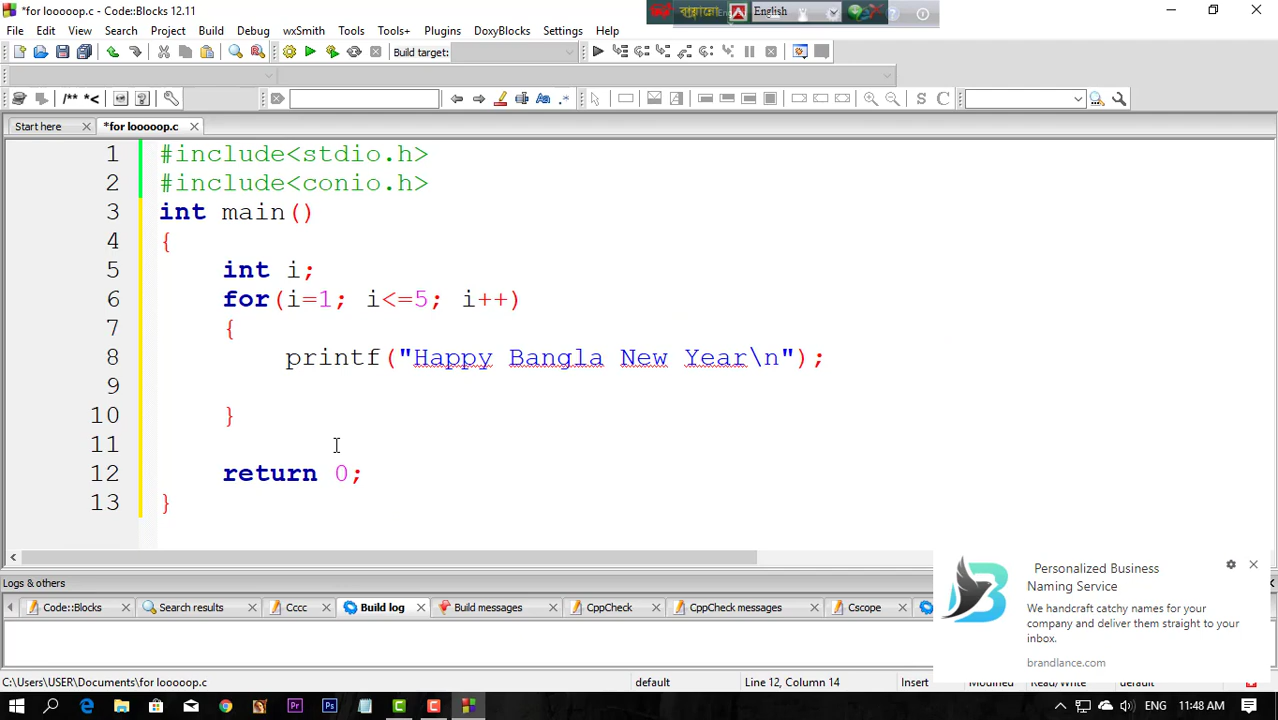 *for looooop.c - Code::Blocks 12.11
বায়ান্নো
English
File Edit View Search Project Build Debug wxSmith Tools Tools+ Plugins DoxyBlocks Settings Help
Build target:
/** *<
S C
Start here
*for looooop.c
1 #include<stdio.h>
2 #include<conio.h>
3 int main()
4 {
5 int i;
6 for(i=1; i<=5; i++)
7 {
8 printf("Happy Bangla New Year\n");
9
10 }
11
12 return 0;
13 }
Logs & others
Code::Blocks
Search results
Cccc
Build log
Build messages
CppCheck
CppCheck messages
Cscope
Personalized Business
Naming Service
We handcraft catchy names for your
company and deliver them straight to your
inbox.
brandlance.com
C:\Users\USER\Documents\for looooop.c
default
Line 12, Column 14
Insert
Modified
Read/Write
default
Pr
Ps
ENG
11:48 AM